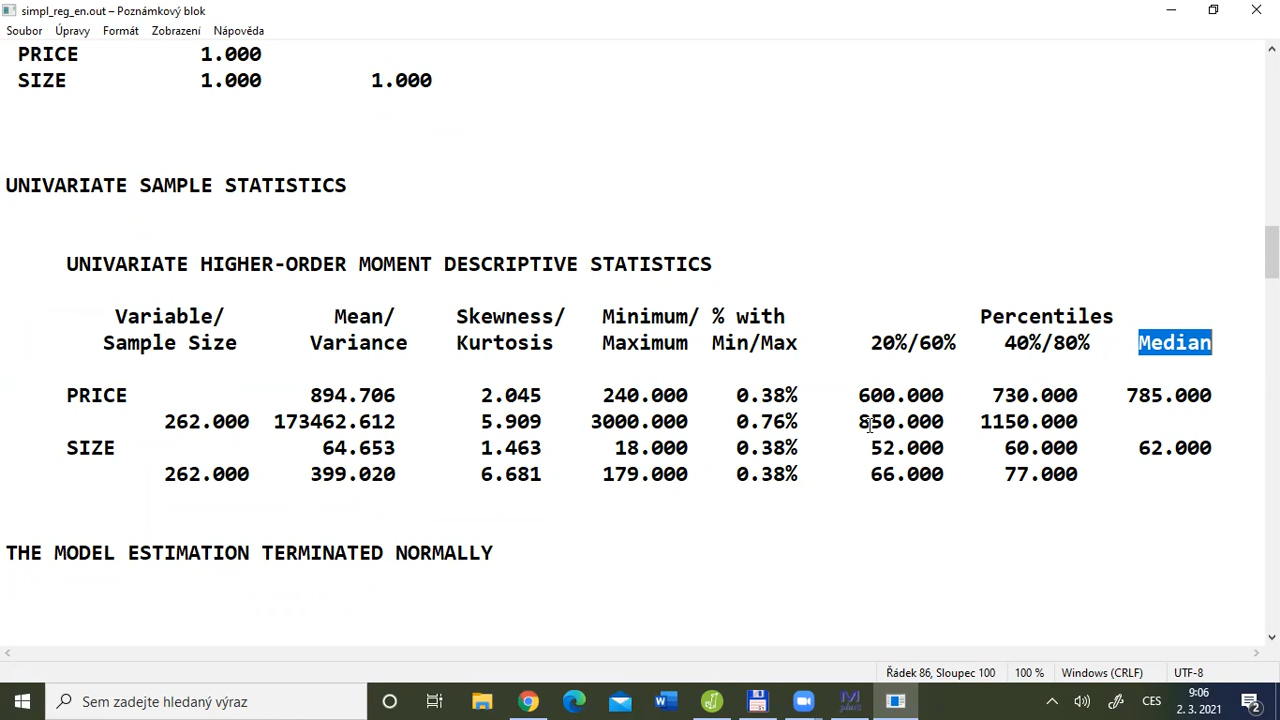 simpl_reg_en.out – Poznámkový blok
Soubor Úpravy Formát Zobrazení Nápověda
PRICE 1.000
SIZE 1.000 1.000
UNIVARIATE SAMPLE STATISTICS
UNIVARIATE HIGHER-ORDER MOMENT DESCRIPTIVE STATISTICS
Variable/ Mean/ Skewness/ Minimum/ % with Percentiles
Sample Size Variance Kurtosis Maximum Min/Max 20%/60% 40%/80% Median
PRICE 894.706 2.045 240.000 0.38% 600.000 730.000 785.000
262.000 173462.612 5.909 3000.000 0.76% 850.000 1150.000
SIZE 64.653 1.463 18.000 0.38% 52.000 60.000 62.000
262.000 399.020 6.681 179.000 0.38% 66.000 77.000
THE MODEL ESTIMATION TERMINATED NORMALLY
Řádek 86, Sloupec 100 100 % Windows (CRLF) UTF-8
Sem zadejte hledaný výraz CES 9:06
2. 3. 2021 2